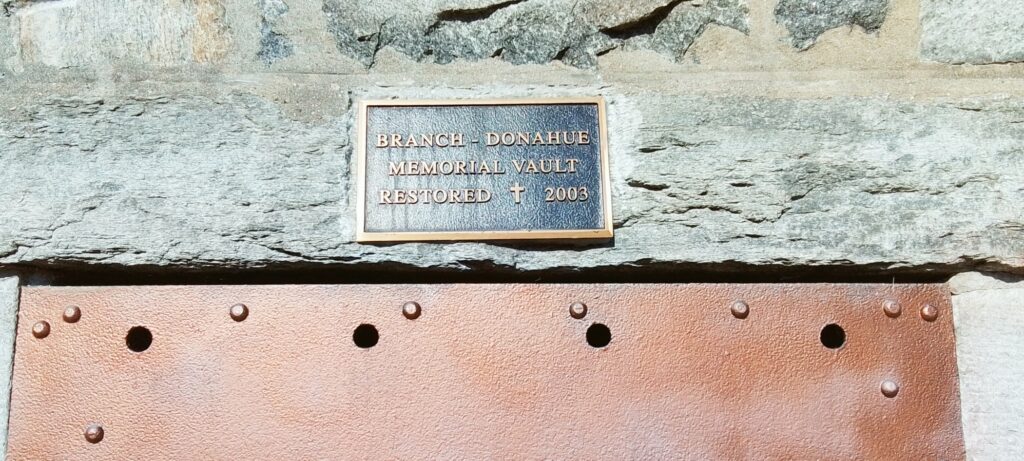 BRANCH - DONAHUE
MEMORIAL VAULT
RESTORED ✝ 2003